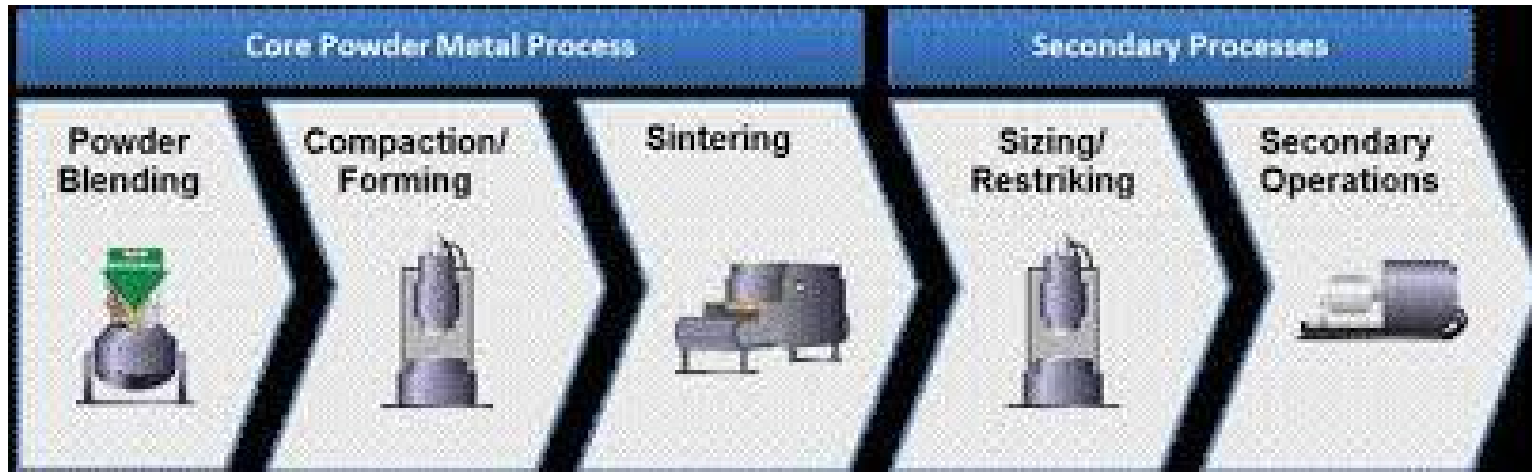 Core Powder Metal Process
Secondary Processes
Powder
Blending
Compaction/
Forming
Sintering
Sizing/
Restriking
Secondary
Operations